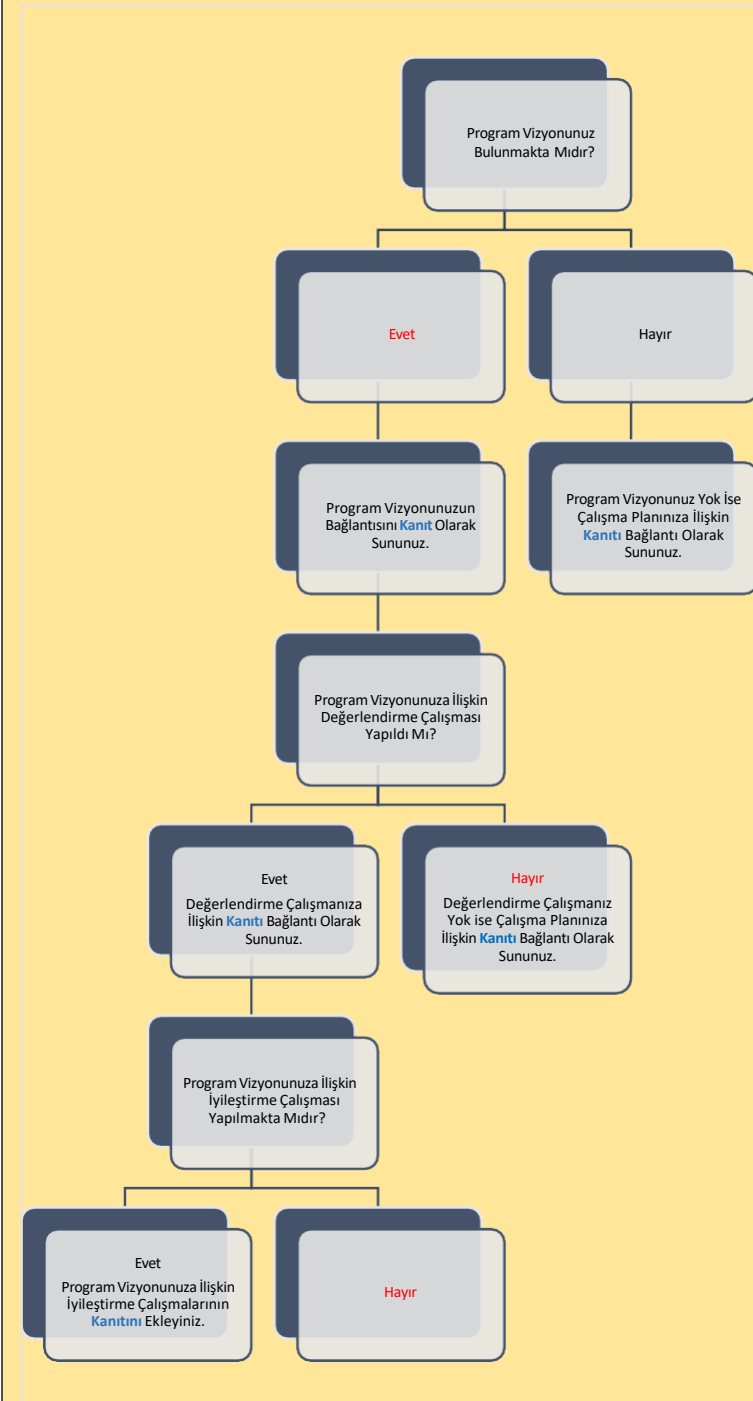 Program Vizyonunuz
Bulunmakta Mıdır?
Evet
Hayır
Program Vizyonunuzun
Bağlantısını Kanıt Olarak
Sununuz.
Program Vizyonunuz Yok İse
Çalışma Planınıza İlişkin
Kanıtı Bağlantı Olarak
Sununuz.
Program Vizyonunuza İlişkin
Değerlendirme Çalışması
Yapıldı Mı?
Evet
Değerlendirme Çalışmanıza
İlişkin Kanıtı Bağlantı Olarak
Sununuz.
Hayır
Değerlendirme Çalışmanız
Yok ise Çalışma Planınıza
İlişkin Kanıtı Bağlantı Olarak
Sununuz.
Program Vizyonunuza İlişkin
İyileştirme Çalışması
Yapılmakta Mıdır?
Evet
Program Vizyonunuza İlişkin
İyileştirme Çalışmalarının
Kanıtını Ekleyiniz.
Hayır